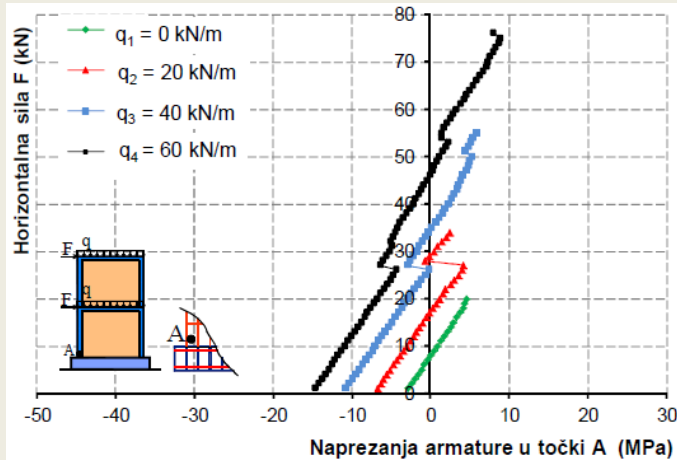 Horizontalna sila F (kN)
80
70
60
50
40
30
20
10
0
q₁ = 0 kN/m
q₂ = 20 kN/m
q₃ = 40 kN/m
q₄ = 60 kN/m
q
F
q
F
A
A
-50 -40 -30 -20 -10 0 10 20 30
Naprezanja armature u točki A (MPa)